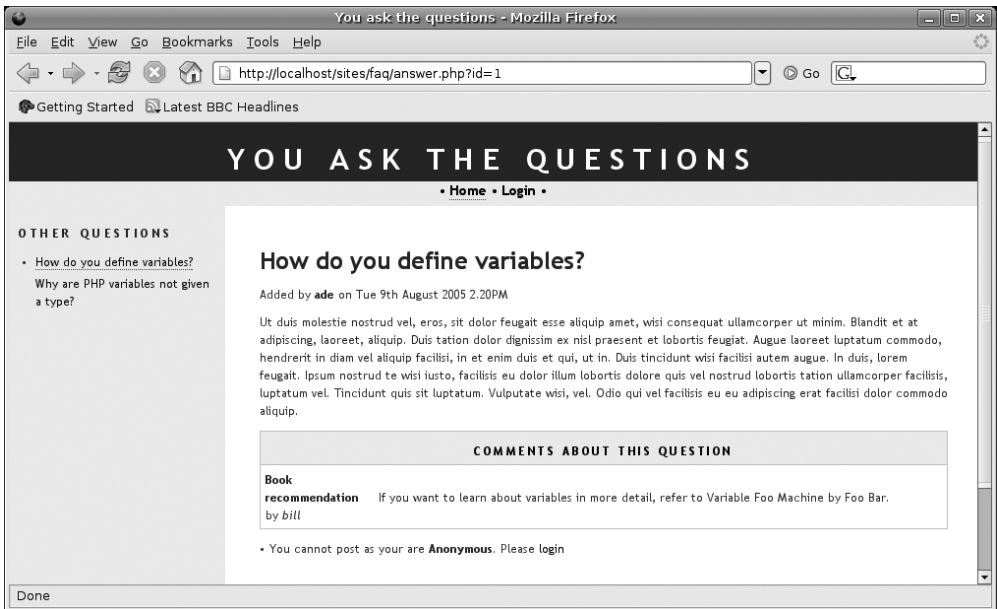 You ask the questions - Mozilla Firefox
File Edit View Go Bookmarks Tools Help
http://localhost/sites/faq/answer.php?id=1
Go
G
Getting Started Latest BBC Headlines
YOU ASK THE QUESTIONS
• Home • Login •
OTHER QUESTIONS
• How do you define variables?
Why are PHP variables not given
a type?
How do you define variables?
Added by ade on Tue 9th August 2005 2.20PM
Ut duis molestie nostrud vel, eros, sit dolor feugait esse aliquip amet, wisi consequat ullamcorper ut minim. Blandit et at
adipiscing, laoreet, aliquip. Duis tation dolor dignissim ex nisl praesent et lobortis feugiat. Augue laoreet luptatum commodo,
hendrerit in diam vel aliquip facilisi, in et enim duis et qui, ut in. Duis tincidunt wisi facilisi autem augue. In duis, lorem
feugait. Ipsum nostrud te wisi iusto, facilisis eu dolor illum lobortis dolore quis vel nostrud lobortis tation ullamcorper facilisis,
luptatum vel. Tincidunt quis sit luptatum. Vulputate wisi, vel. Odio qui vel facilisis eu eu adipiscing erat facilisi dolor commodo
aliquip.
COMMENTS ABOUT THIS QUESTION
Book
recommendation If you want to learn about variables in more detail, refer to Variable Foo Machine by Foo Bar.
by bill
• You cannot post as your are Anonymous. Please login
Done